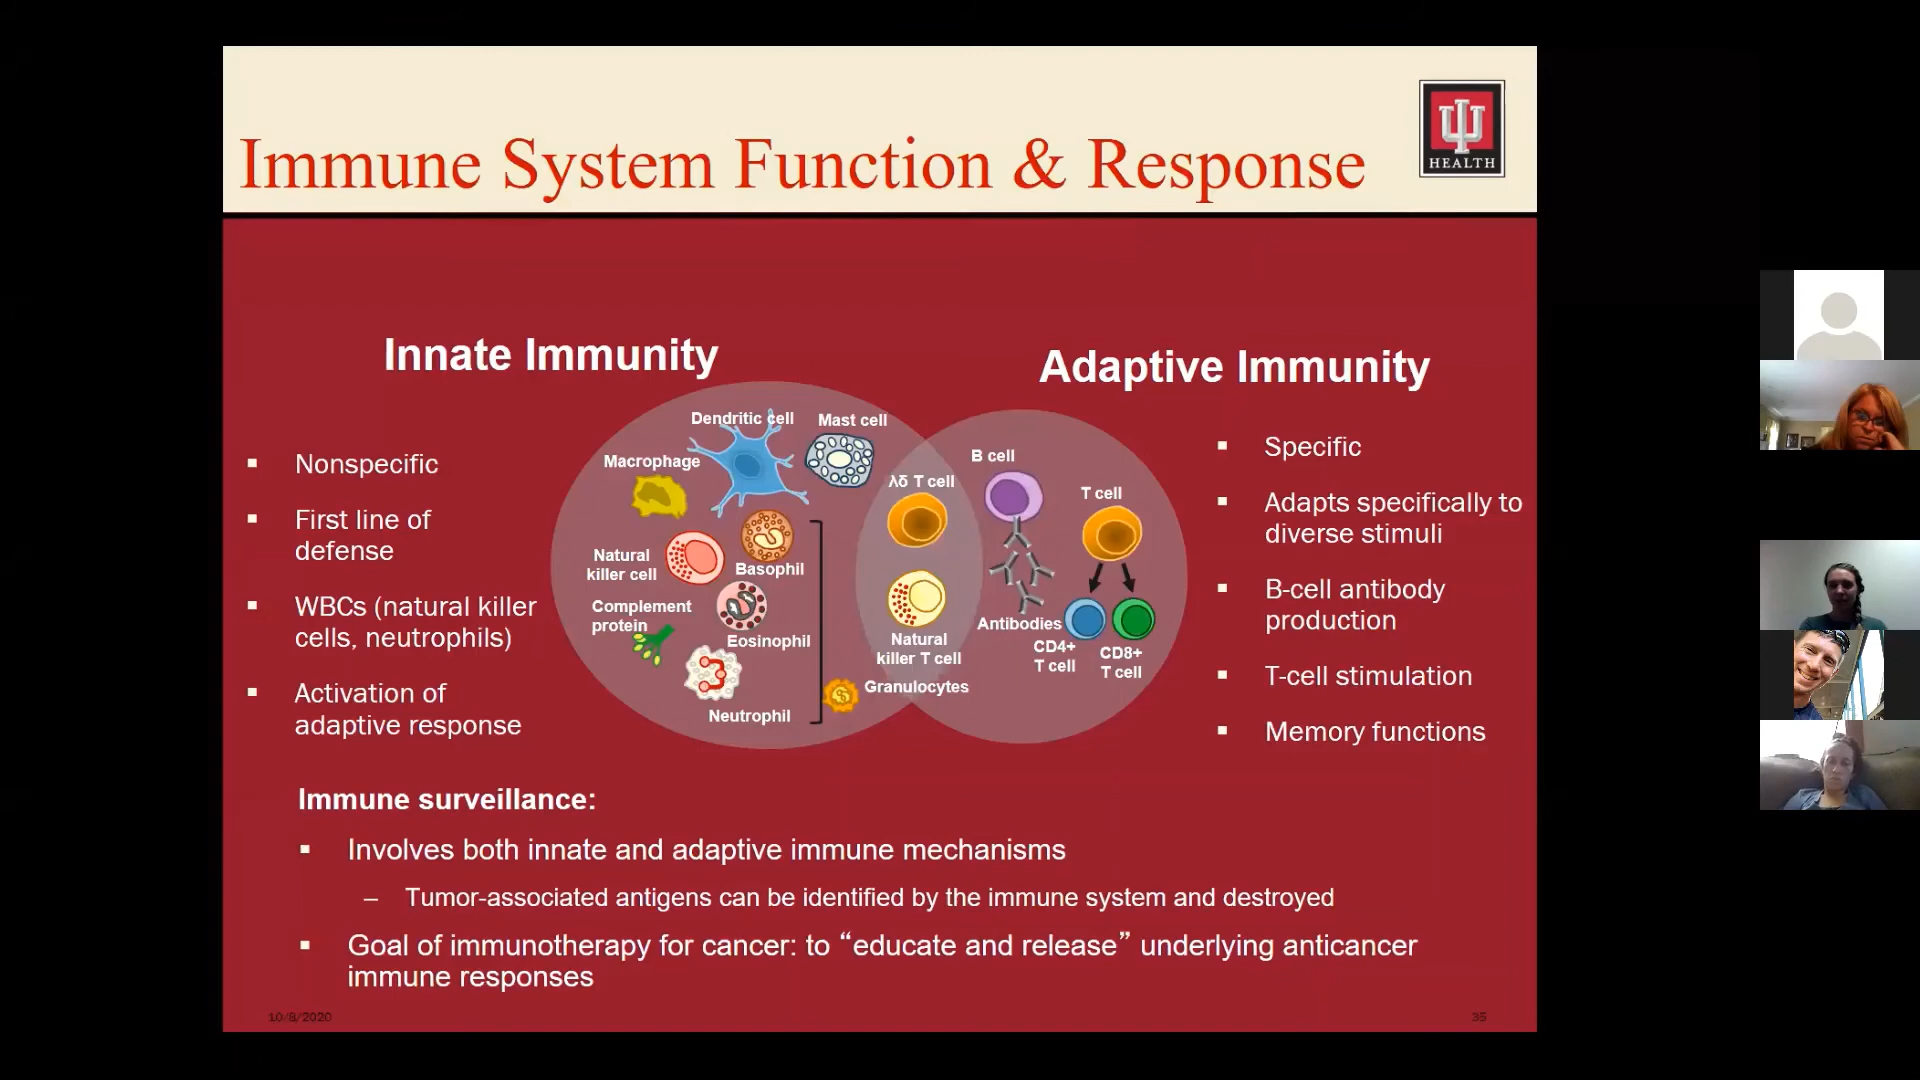 Immune System Function & Response
HEALTH
Innate Immunity
▪ Nonspecific
▪ First line of
defense
▪ WBCs (natural killer
cells, neutrophils)
▪ Activation of
adaptive response
Dendritic cell
Mast cell
Macrophage
Natural
killer cell
Basophil
Complement
protein
Eosinophil
Neutrophil
Granulocytes
λδ T cell
Natural
killer T cell
B cell
T cell
Antibodies
CD4+
T cell
CD8+
T cell
Adaptive Immunity
▪ Specific
▪ Adapts specifically to
diverse stimuli
▪ B-cell antibody
production
▪ T-cell stimulation
▪ Memory functions
Immune surveillance:
▪ Involves both innate and adaptive immune mechanisms
– Tumor-associated antigens can be identified by the immune system and destroyed
▪ Goal of immunotherapy for cancer: to “educate and release” underlying anticancer
immune responses
10/8/2020
35